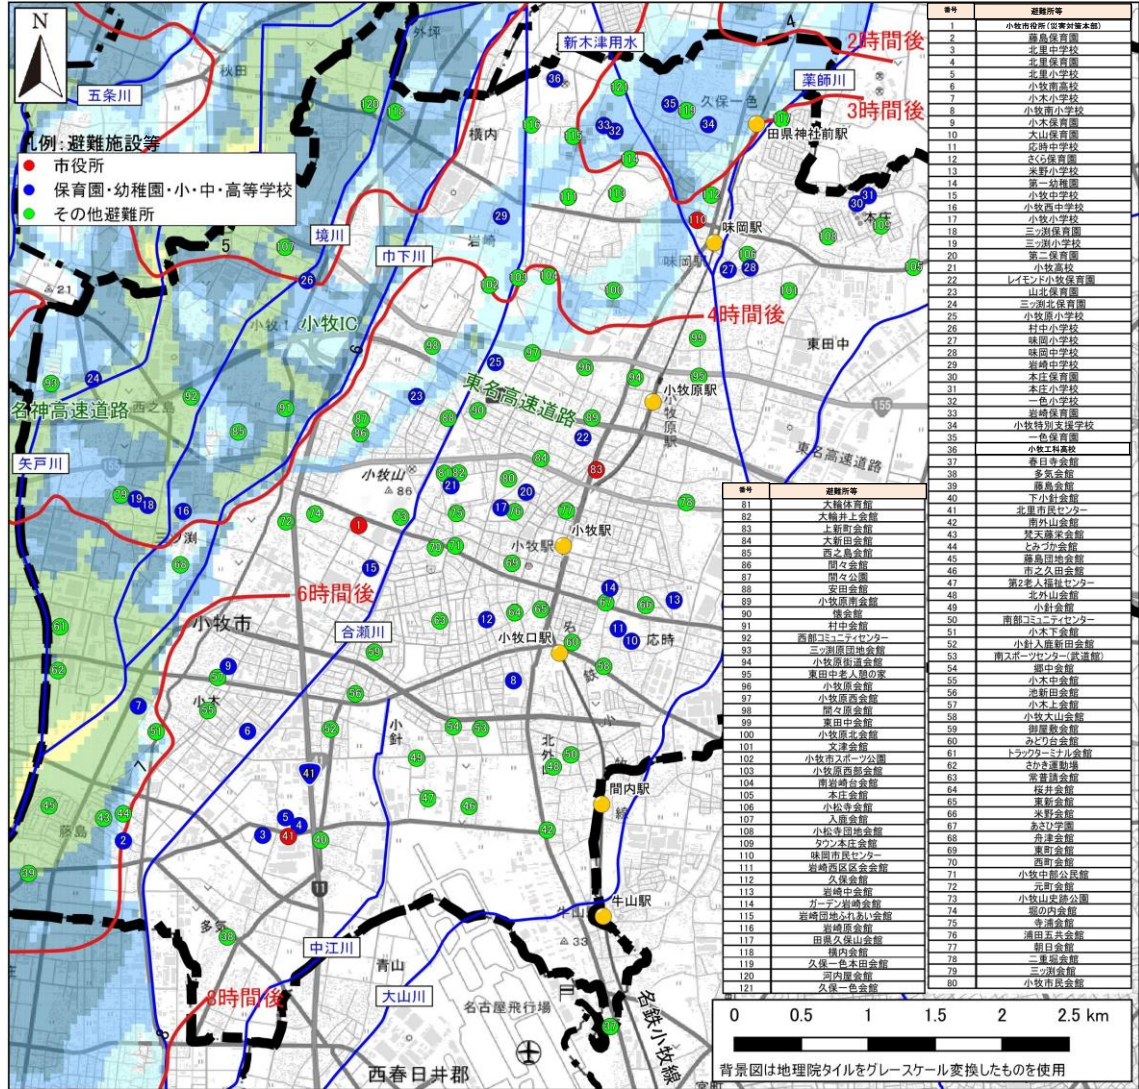 N
凡例:避難施設等
市役所
保育園・幼稚園・小・中・高等学校
その他避難所
五条川
新木津用水
薬師川
境川
巾下川
矢戸川
合瀬川
中江川
大山川
2時間後
3時間後
4時間後
6時間後
8時間後
外坪
秋田
横内
久保一色
田県神社前駅
味岡駅
本庄
岩崎
小牧IC
東田中
小牧原駅
東名高速道路
東名高速道路
名神高速道路
西之島
155
155
小牧山
86
21
小牧駅
三ツ渕
小牧市
小牧口駅
応時
小木
小針
北外山
41
間内駅
藤島
牛山駅
11
多気
青山
33
名古屋飛行場
名鉄小牧線
西春日井郡
番号 避難所等
1 小牧市役所(災害対策本部)
2 藤島保育園
3 北里中学校
4 北里保育園
5 北里小学校
6 小牧南高校
7 小木小学校
8 小牧南小学校
9 小木保育園
10 大山保育園
11 応時中学校
12 さくら保育園
13 米野小学校
14 第一幼稚園
15 小牧中学校
16 小牧西中学校
17 小牧小学校
18 三ッ渕保育園
19 三ッ渕小学校
20 第二保育園
21 小牧高校
22 レイモンド小牧保育園
23 山北保育園
24 三ッ渕北保育園
25 小牧原小学校
26 村中小学校
27 味岡小学校
28 味岡中学校
29 岩崎中学校
30 本庄保育園
31 本庄小学校
32 一色小学校
33 岩崎保育園
34 小牧特別支援学校
35 一色保育園
36 小牧工科高校
37 春日寺会館
38 多気会館
39 藤島会館
40 下小針会館
41 北里市民センター
42 南外山会館
43 梵天藤栄会館
44 とみづか会館
45 藤島団地会館
46 市之久田会館
47 第2老人福祉センター
48 北外山会館
49 小針会館
50 南部コミュニティセンター
51 小木下会館
52 小針入鹿新田会館
53 南スポーツセンター(武道館)
54 郷中会館
55 小木中会館
56 池新田会館
57 小木上会館
58 小牧大山会館
59 御屋敷会館
60 みどり台会館
61 トラックターミナル会館
62 さかき運動場
63 常普請会館
64 桜井会館
65 東新会館
66 米野会館
67 あさひ学園
68 舟津会館
69 東町会館
70 西町会館
71 小牧中部公民館
72 元町会館
73 小牧山史跡公園
74 堀の内会館
75 寺浦会館
76 浦田五共会館
77 朝日会館
78 二重堀会館
79 三ッ渕会館
80 小牧市民会館
番号 避難所等
81 大輪体育館
82 大輪井上会館
83 上新町会館
84 大新田会館
85 西之島会館
86 間々会館
87 間々公園
88 安田会館
89 小牧原南会館
90 懐会館
91 村中会館
92 西部コミュニティセンター
93 三ッ渕原団地会館
94 小牧原街道会館
95 東田中老人憩の家
96 小牧原会館
97 小牧原西会館
98 間々原会館
99 東田中会館
100 小牧原北会館
101 文津会館
102 小牧市スポーツ公園
103 小牧原西部会館
104 南岩崎台会館
105 本庄会館
106 小松寺会館
107 入鹿会館
108 小松寺団地会館
109 タウン本庄会館
110 味岡市民センター
111 岩崎西区区会会館
112 久保会館
113 岩崎中会館
114 ガーデン岩崎会館
115 岩崎団地ふれあい会館
116 岩崎原会館
117 田県久保山会館
118 横内会館
119 久保一色本田会館
120 河内屋会館
121 久保一色会館
0 0.5 1 1.5 2 2.5 km
背景図は地理院タイルをグレースケール変換したものを使用